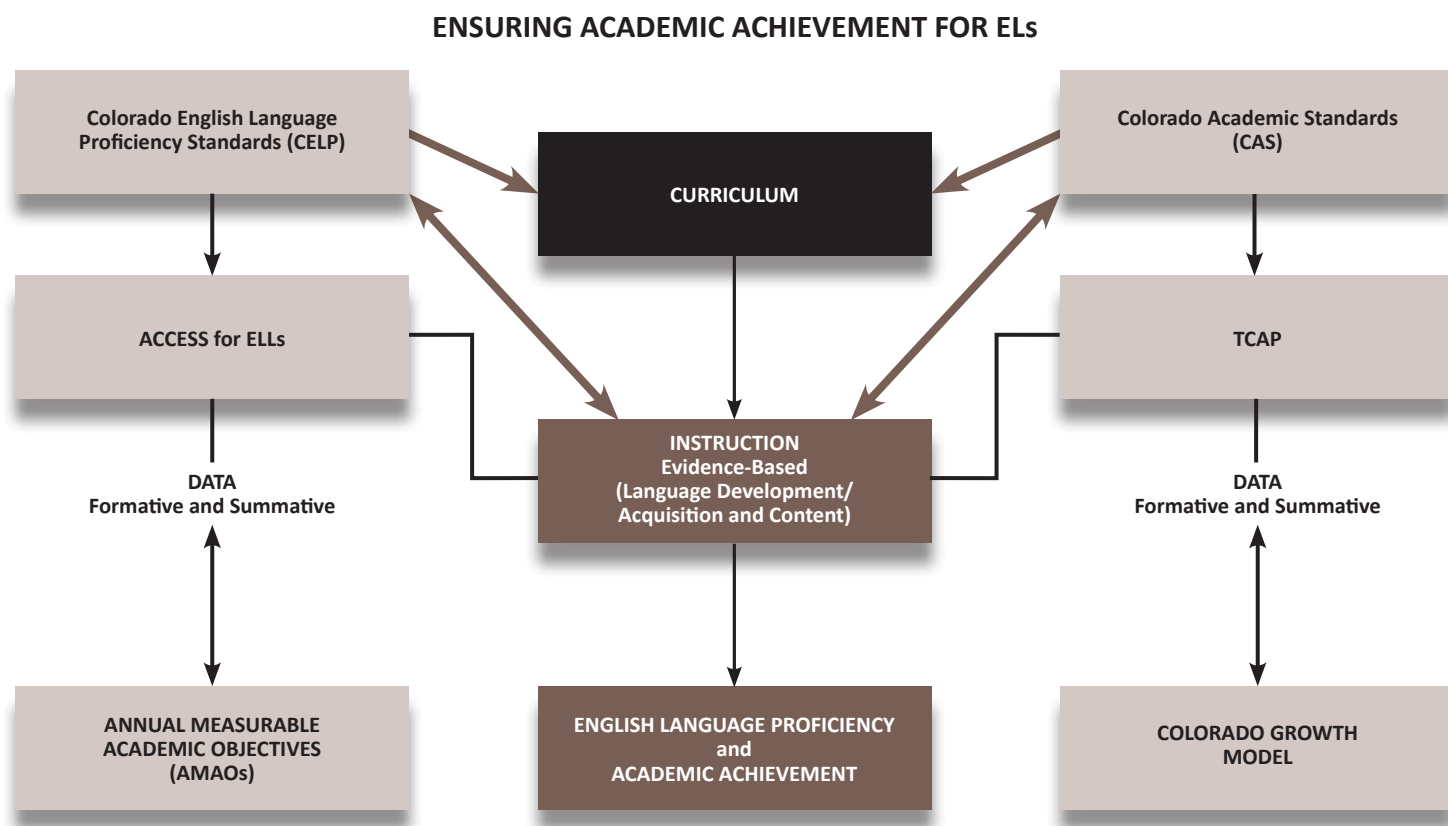 ENSURING ACADEMIC ACHIEVEMENT FOR ELs
Colorado English Language
Proficiency Standards (CELP)
CURRICULUM
Colorado Academic Standards
(CAS)
ACCESS for ELLs
TCAP
INSTRUCTION
Evidence-Based
(Language Development/
Acquisition and Content)
DATA
Formative and Summative
DATA
Formative and Summative
ANNUAL MEASURABLE
ACADEMIC OBJECTIVES
(AMAOs)
ENGLISH LANGUAGE PROFICIENCY
and
ACADEMIC ACHIEVEMENT
COLORADO GROWTH
MODEL